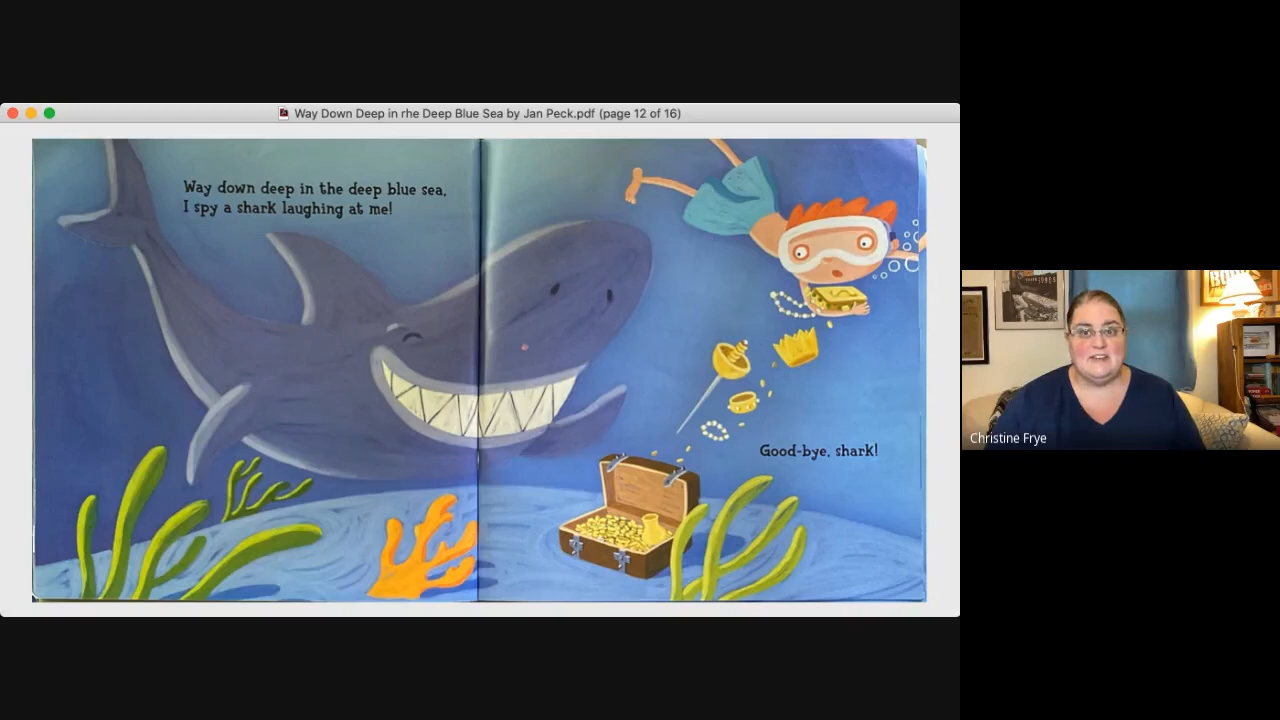 Way Down Deep in rhe Deep Blue Sea by Jan Peck.pdf (page 12 of 16)
Way down deep in the deep blue sea,
I spy a shark laughing at me!
Good-bye, shark!
Christine Frye